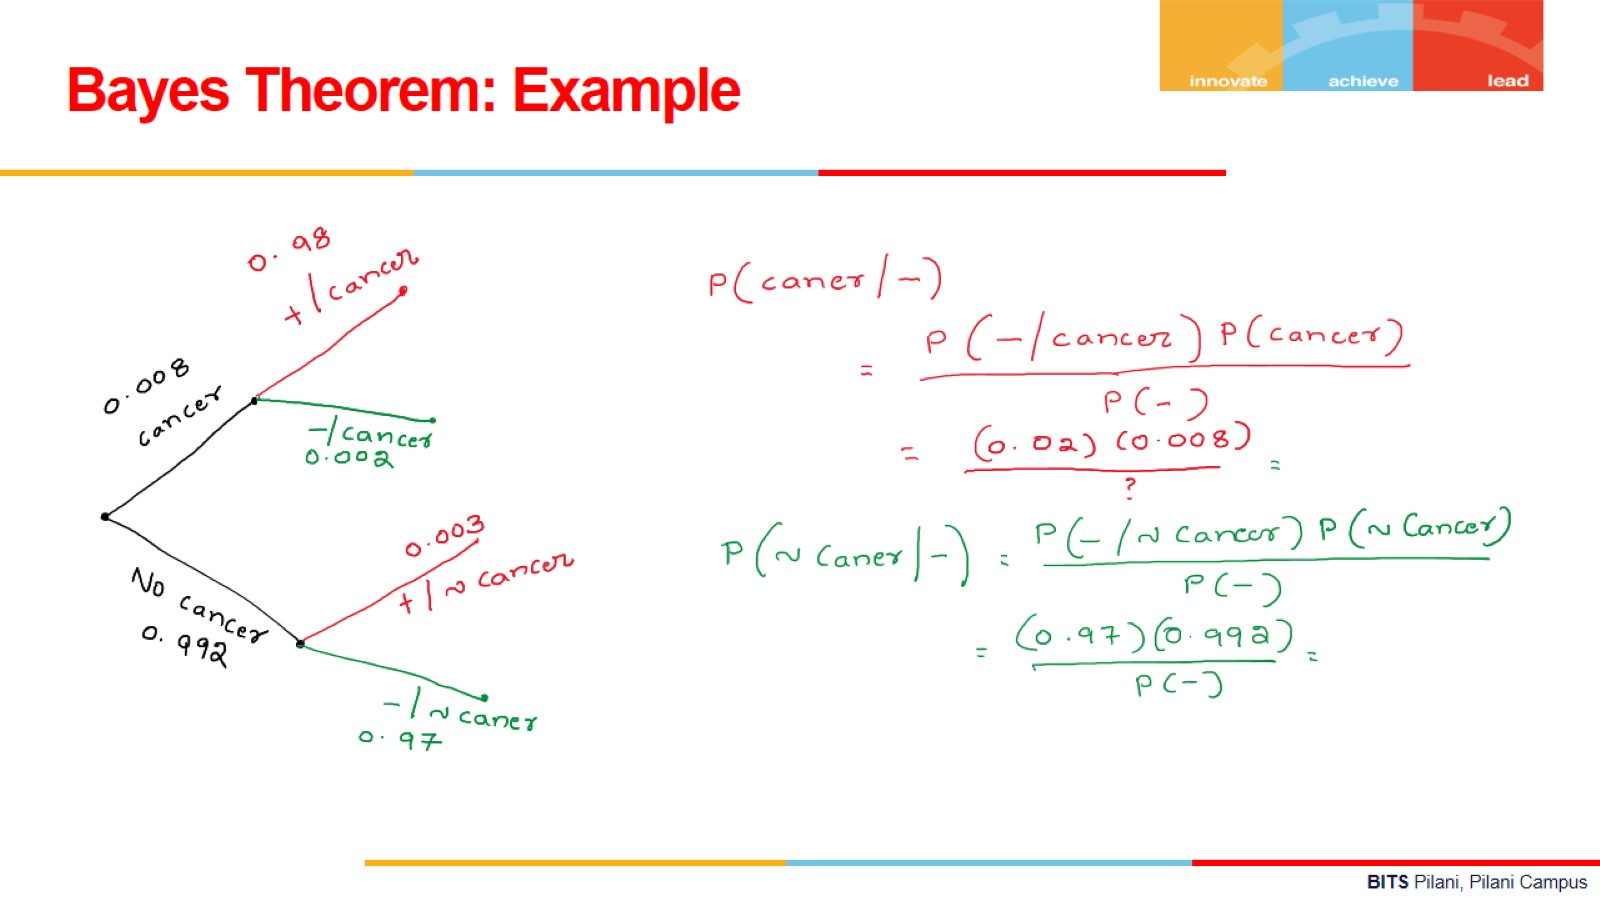 Bayes Theorem: Example
innovate achieve lead
0.98
+/cancer
0.008
cancer
-/cancer
0.002
No cancer
0.992
0.003
+/~cancer
-/~caner
0.97
P(caner/-)
= P(-/cancer) P(cancer)
P(-)
= (0.02) (0.008) =
?
P(~caner/-) = P(-/~cancer) P(~Cancer)
P(-)
= (0.97)(0.992) =
P(-)
BITS Pilani, Pilani Campus